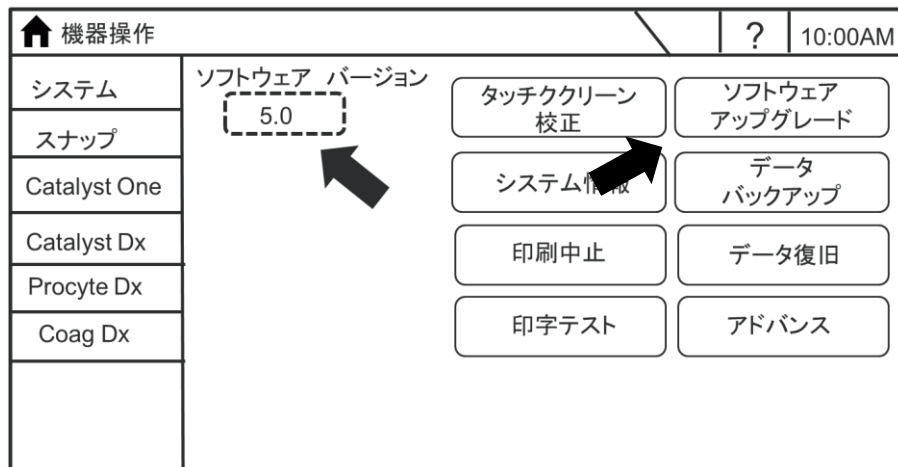 機器操作
?
10:00AM
システム
スナップ
Catalyst One
Catalyst Dx
Procyte Dx
Coag Dx
ソフトウェア バージョン
5.0
タッチククリーン
校正
ソフトウェア
アップグレード
システム情報
データ
バックアップ
印刷中止
データ復旧
印字テスト
アドバンス